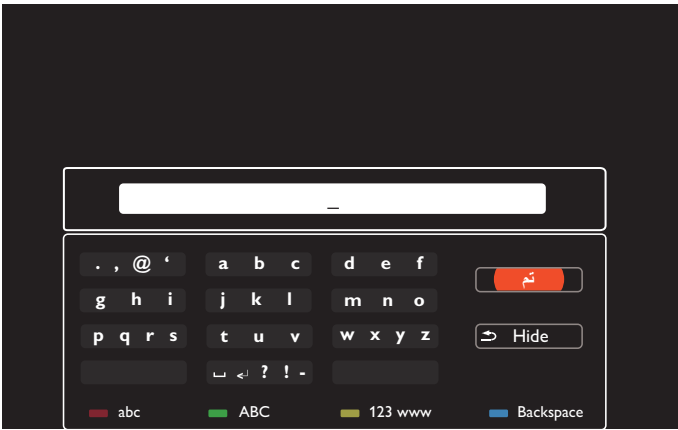 _
. , @ ‘ a b c d e f
تم
g h i j k l m n o
p q r s t u v w x y z
Hide
⎵ ↵ ? ! -
abc ABC 123 www Backspace